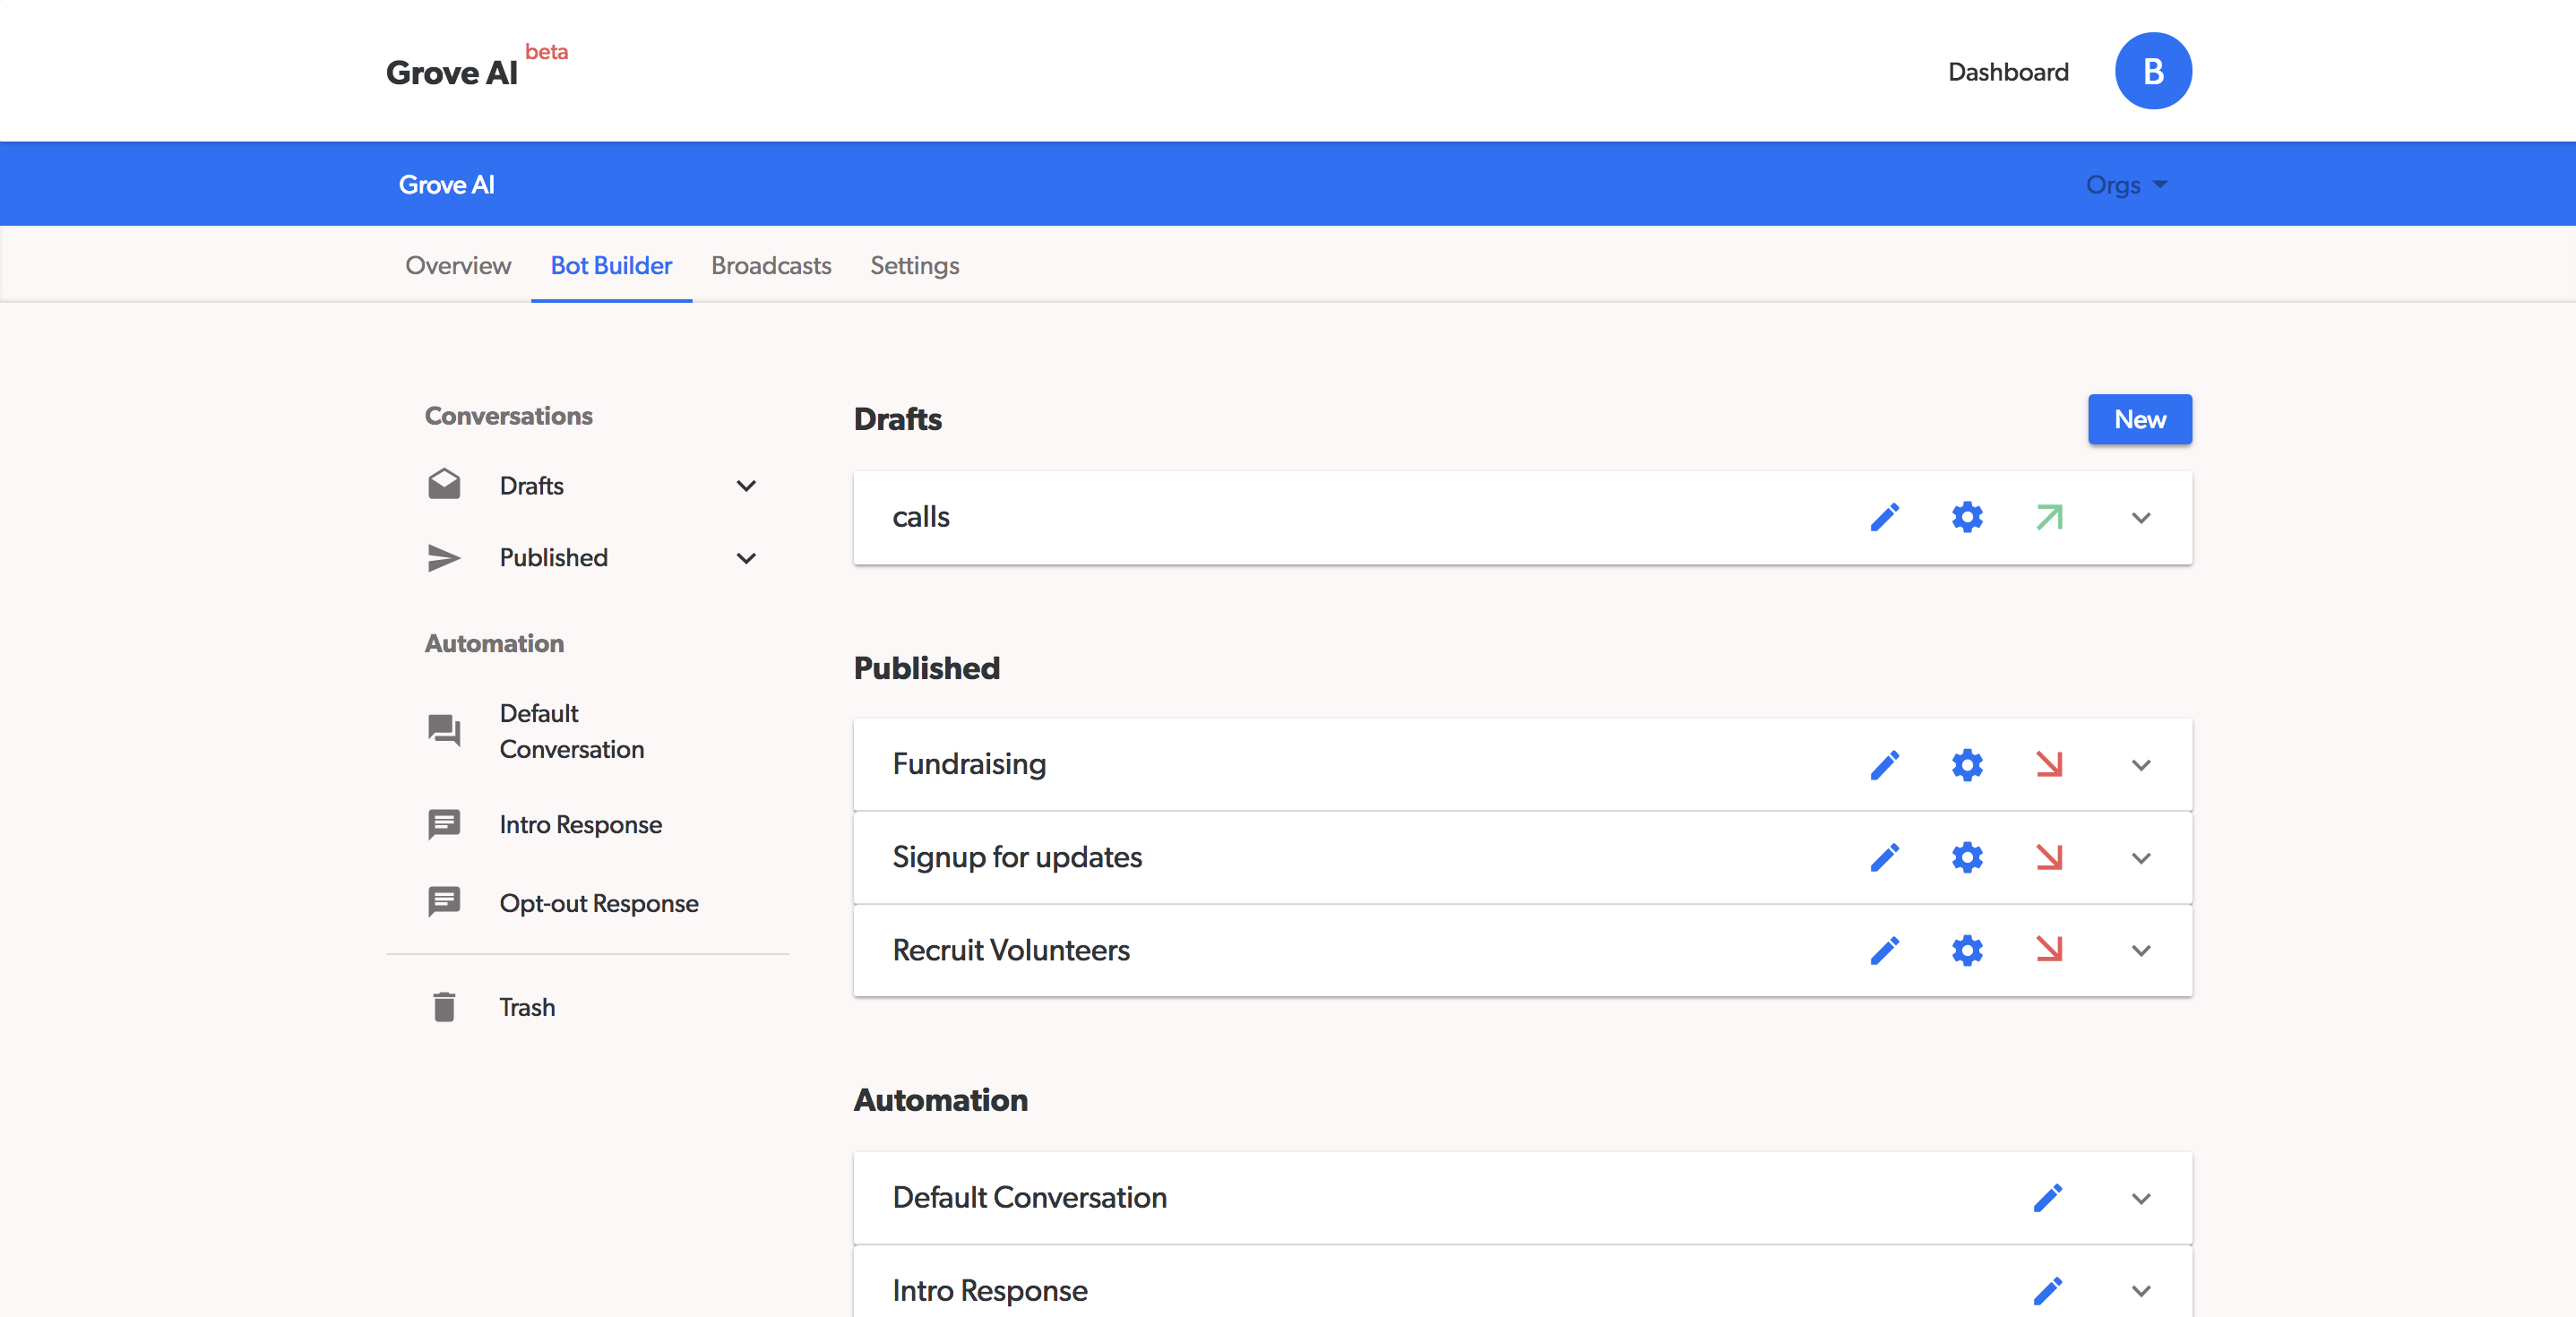 Grove AI beta
Dashboard
B
Grove AI
Orgs
Overview
Bot Builder
Broadcasts
Settings
Conversations
Drafts
Published
Automation
Default
Conversation
Intro Response
Opt-out Response
Trash
Drafts
New
calls
Published
Fundraising
Signup for updates
Recruit Volunteers
Automation
Default Conversation
Intro Response